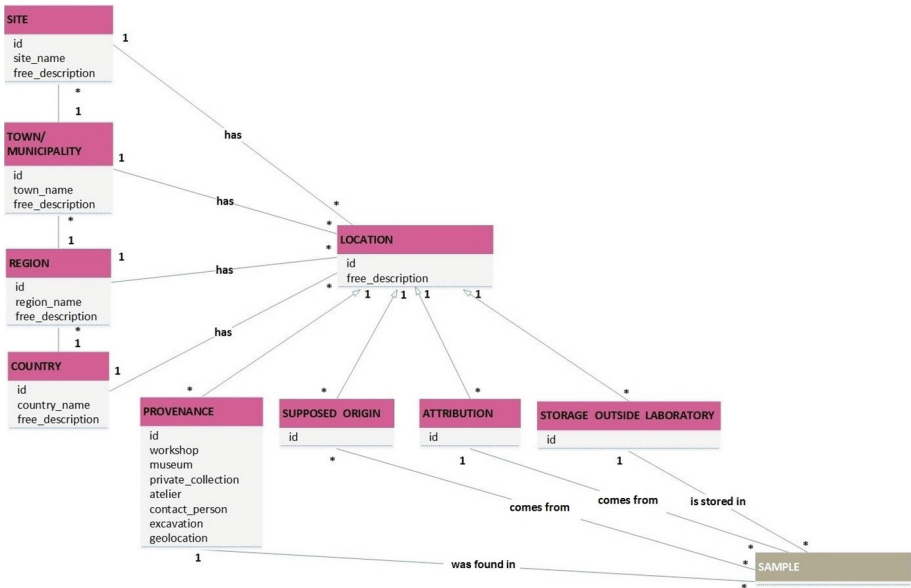 SITE
id
site_name
free_description
1
*
1
TOWN/
MUNICIPALITY
id
town_name
free_description
1
*
1
REGION
id
region_name
free_description
1
*
1
COUNTRY
id
country_name
free_description
1
has
has
has
has
*
*
*
*
LOCATION
id
free_description
1
1
1
1
*
*
*
*
PROVENANCE
id
workshop
museum
private_collection
atelier
contact_person
excavation
geolocation
1
SUPPOSED ORIGIN
id
*
ATTRIBUTION
id
1
STORAGE OUTSIDE LABORATORY
id
1
comes from
comes from
is stored in
was found in
*
*
*
*
SAMPLE